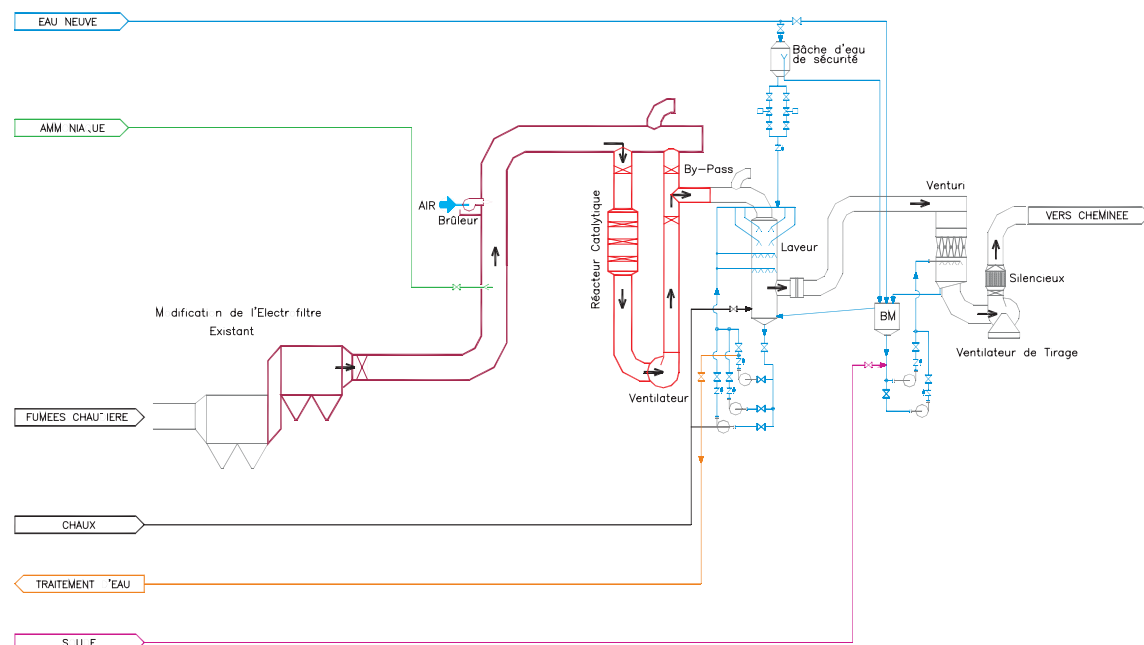 EAU NEUVE
Bâche d'eau
de sécurité
AMM NIA UE
By-Pass
Venturi
AIR
Brûleur
VERS CHEMINEE
Réacteur Catalytique
Laveur
Silencieux
M dificati n de l'Electr filtre
Existant
BM
Ventilateur de Tirage
Ventilateur
FUMEES CHAU IERE
CHAUX
TRAITEMENT 'EAU
S U E